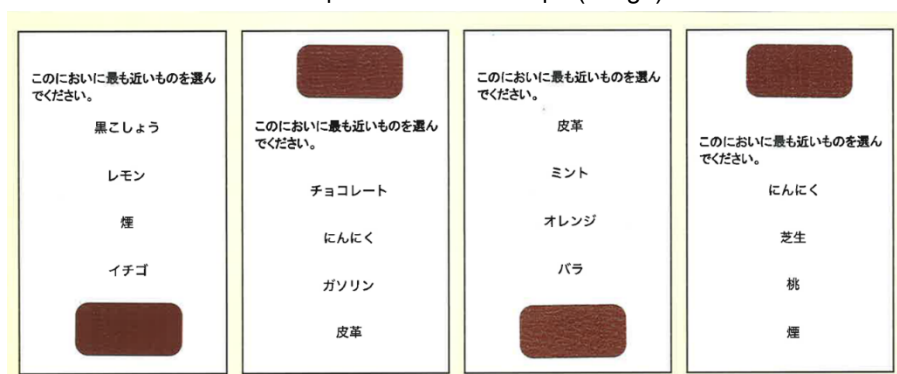 このにおいに最も近いものを選ん
でください。
黒こしょう
レモン
煙
イチゴ
このにおいに最も近いものを選ん
でください。
チョコレート
にんにく
ガソリン
皮革
このにおいに最も近いものを選ん
でください。
皮革
ミント
オレンジ
バラ
このにおいに最も近いものを選ん
でください。
にんにく
芝生
桃
煙